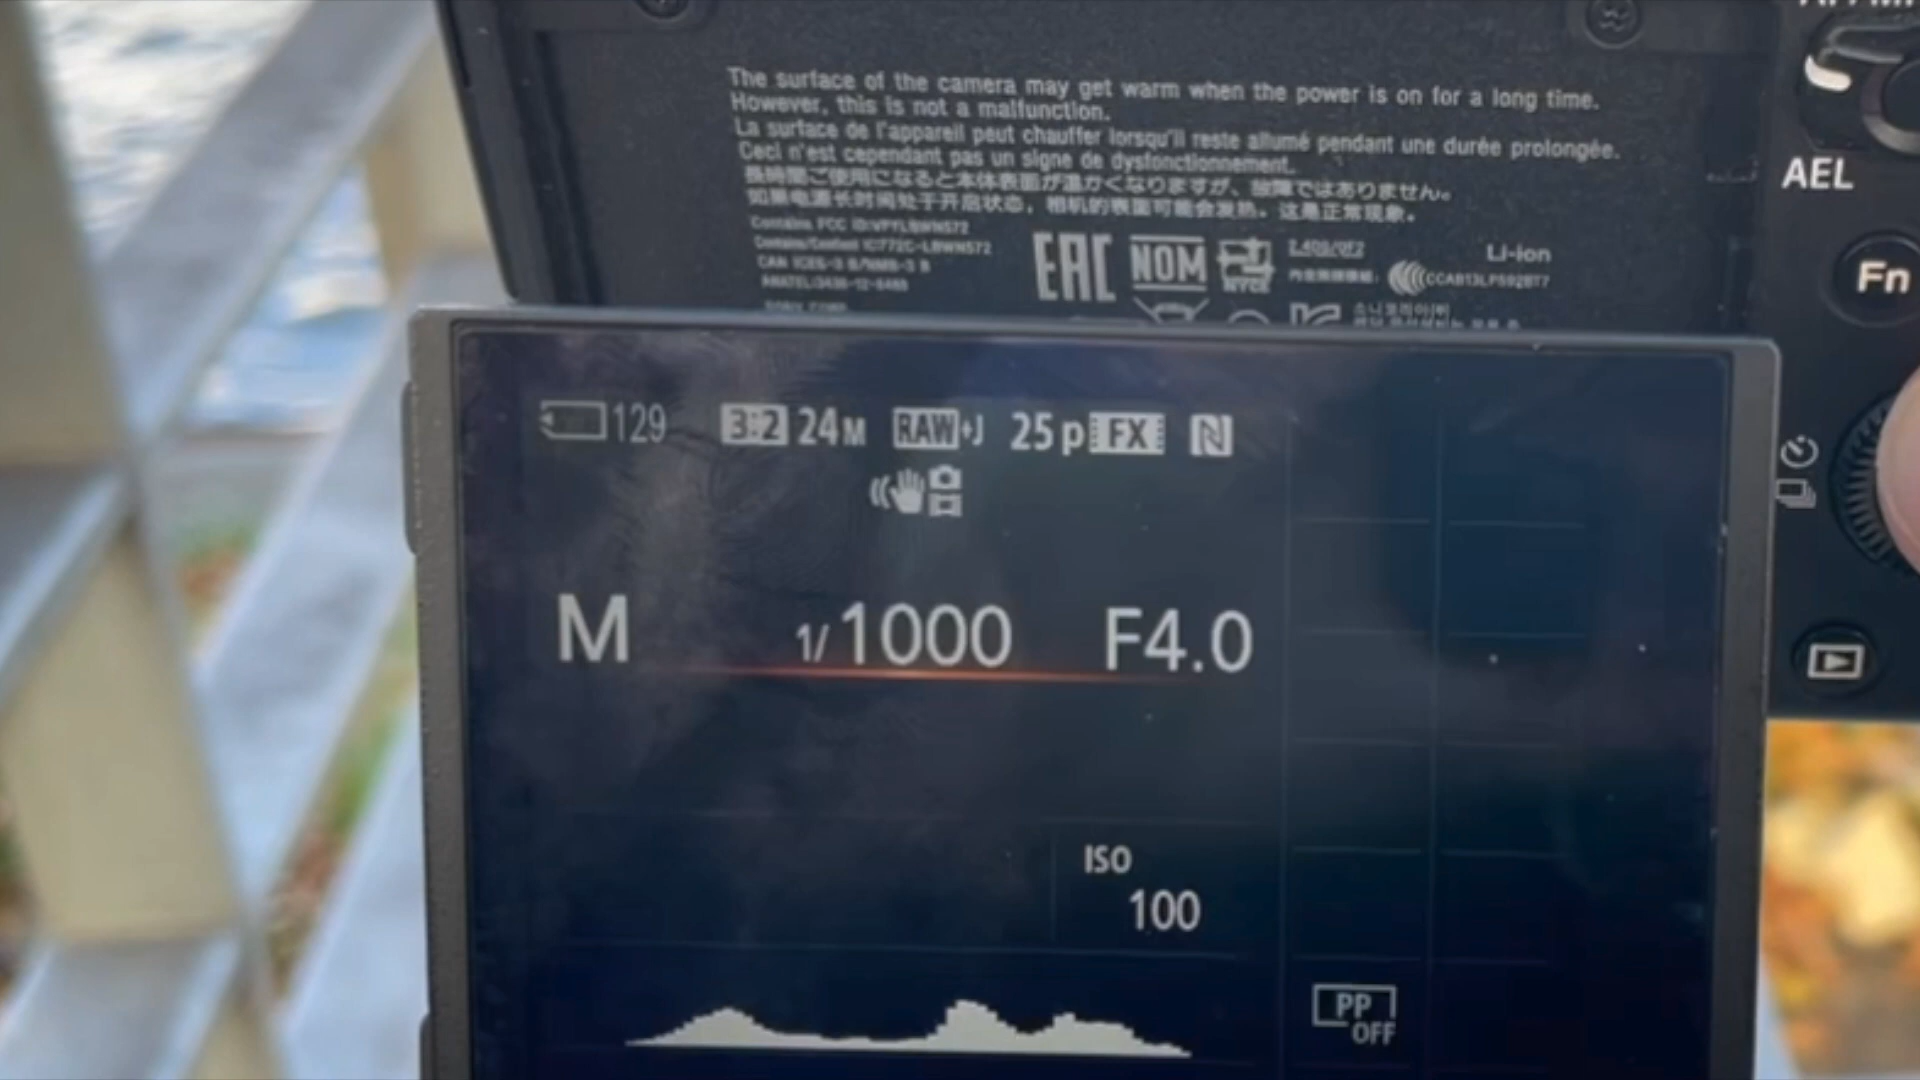 The surface of the camera may get warm when the power is on for a long time.
However, this is not a malfunction.
La surface de l'appareil peut chauffer lorsqu'il reste allumé pendant une durée prolongée.
Ceci n'est cependant pas un signe de dysfonctionnement.
長時間ご使用になると本体表面が温かくなりますが、故障ではありません。
如果电源长时间处于开启状态，相机的表面可能会发热。这是正常现象。
Contains FCC ID:
EAC NOM NYCE Li-ion
AEL
Fn
129 3:2 24M RAW+J 25p FX N
M 1/1000 F4.0
ISO
100
PP
OFF